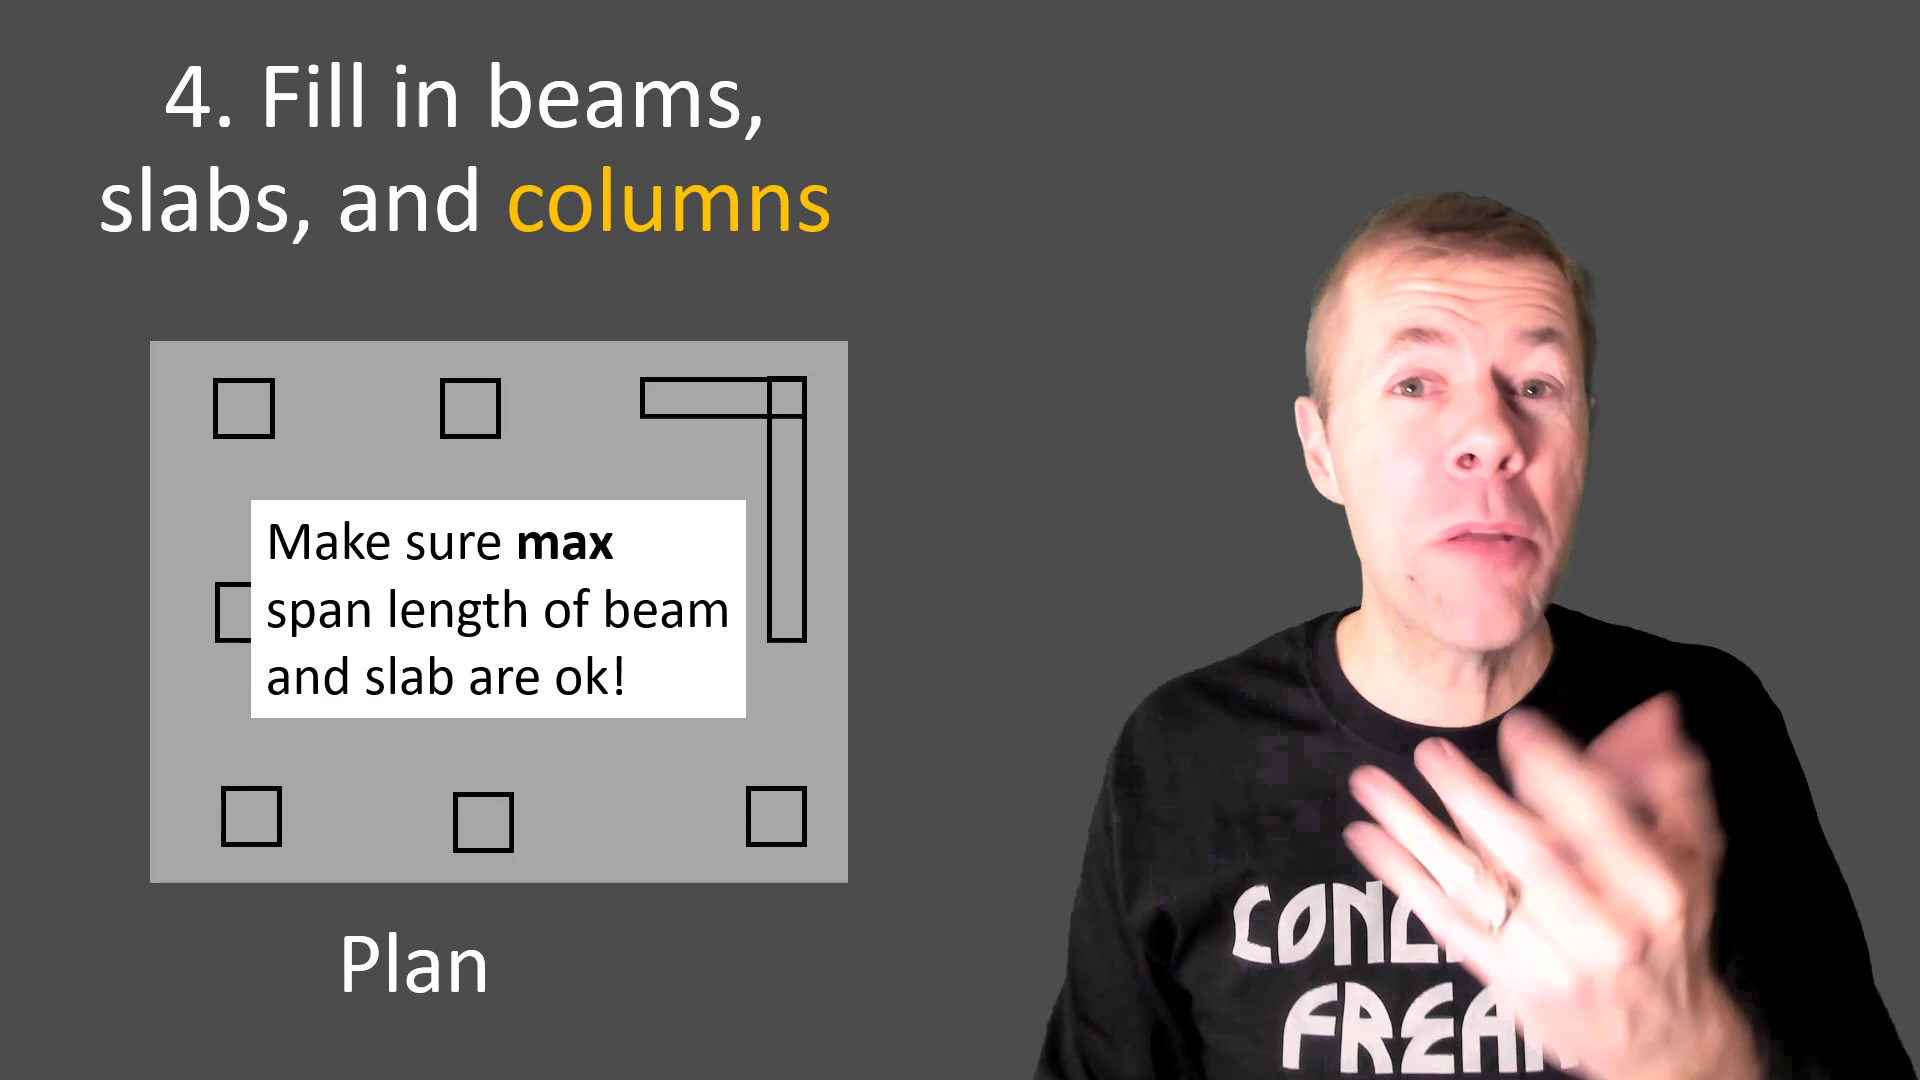 4. Fill in beams,
slabs, and columns
Make sure max
span length of beam
and slab are ok!
Plan